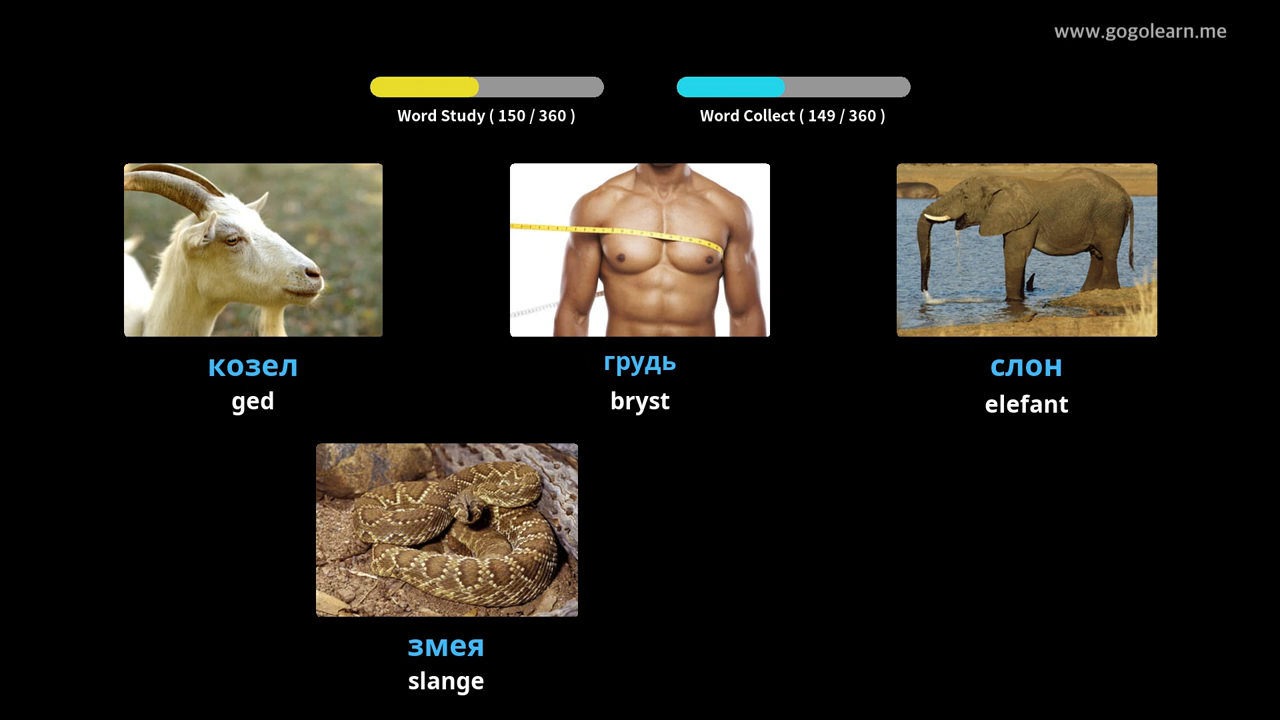 www.gogolearn.me
Word Study ( 150 / 360 )
Word Collect ( 149 / 360 )
козел
ged
грудь
bryst
слон
elefant
змея
slange